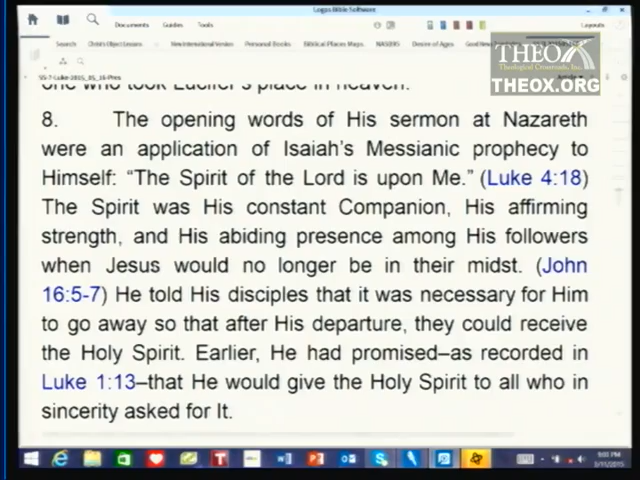 Logos Bible Software
Documents Guides Tools
Layouts
Search Christ's Object Lessons New International Version Personal Books Biblical Places Maps NASB95 Desire of Ages
THEOX
Theological Crossroads, Inc.
THEOX.ORG
SS-7-Luke-2015_05_16-Pres
one who took Lucifer's place in heaven.
8. The opening words of His sermon at Nazareth
were an application of Isaiah's Messianic prophecy to
Himself: “The Spirit of the Lord is upon Me.” (Luke 4:18)
The Spirit was His constant Companion, His affirming
strength, and His abiding presence among His followers
when Jesus would no longer be in their midst. (John
16:5-7) He told His disciples that it was necessary for Him
to go away so that after His departure, they could receive
the Holy Spirit. Earlier, He had promised–as recorded in
Luke 1:13–that He would give the Holy Spirit to all who in
sincerity asked for It.